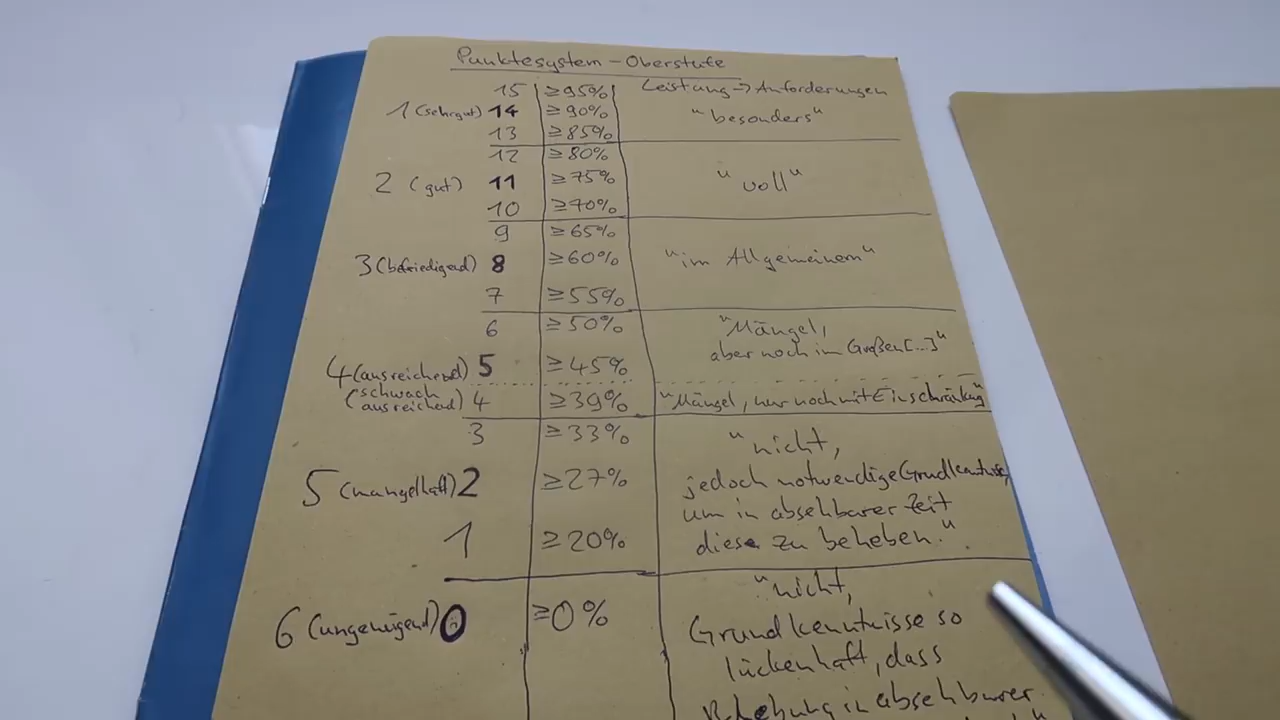 Punktesystem - Oberstufe
15 ≥95% Leistung → Anforderungen
1 (sehrgut) 14 ≥90% "besonders"
13 ≥85%
12 ≥80%
2 (gut) 11 ≥75% "voll"
10 ≥70%
9 ≥65%
3 (befriedigend) 8 ≥60% "im Allgemeinem"
7 ≥55%
6 ≥50% "Mängel,
aber noch im Großen[...]"
4 (ausreichend) 5 ≥45%
(schwach
ausreichend) 4 ≥39% "Mängel, nur noch mit Einschränkung"
3 ≥33% "nicht,
5 (mangelhaft) 2 ≥27% jedoch notwendige Grundkenntnisse,
um in absehbarer Zeit
1 ≥20% diese zu beheben."
"nicht,
6 (ungenügend) 0 ≥0% Grundkenntnisse so
lückenhaft, dass
Behebung in absehbarer